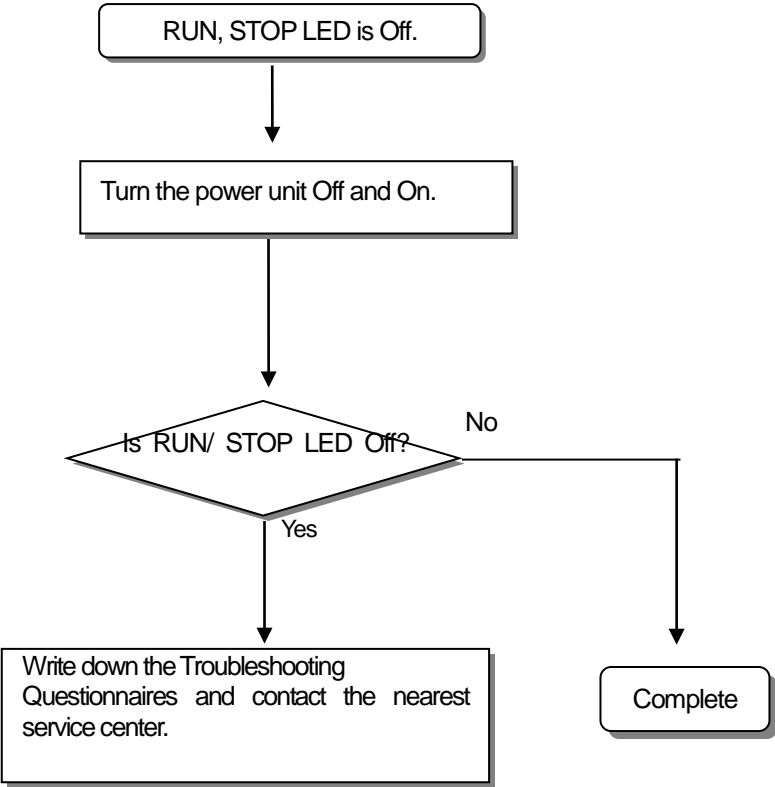 RUN, STOP LED is Off.
Turn the power unit Off and On.
Is RUN/ STOP LED Off?
No
Yes
Write down the Troubleshooting
Questionnaires and contact the nearest
service center.
Complete